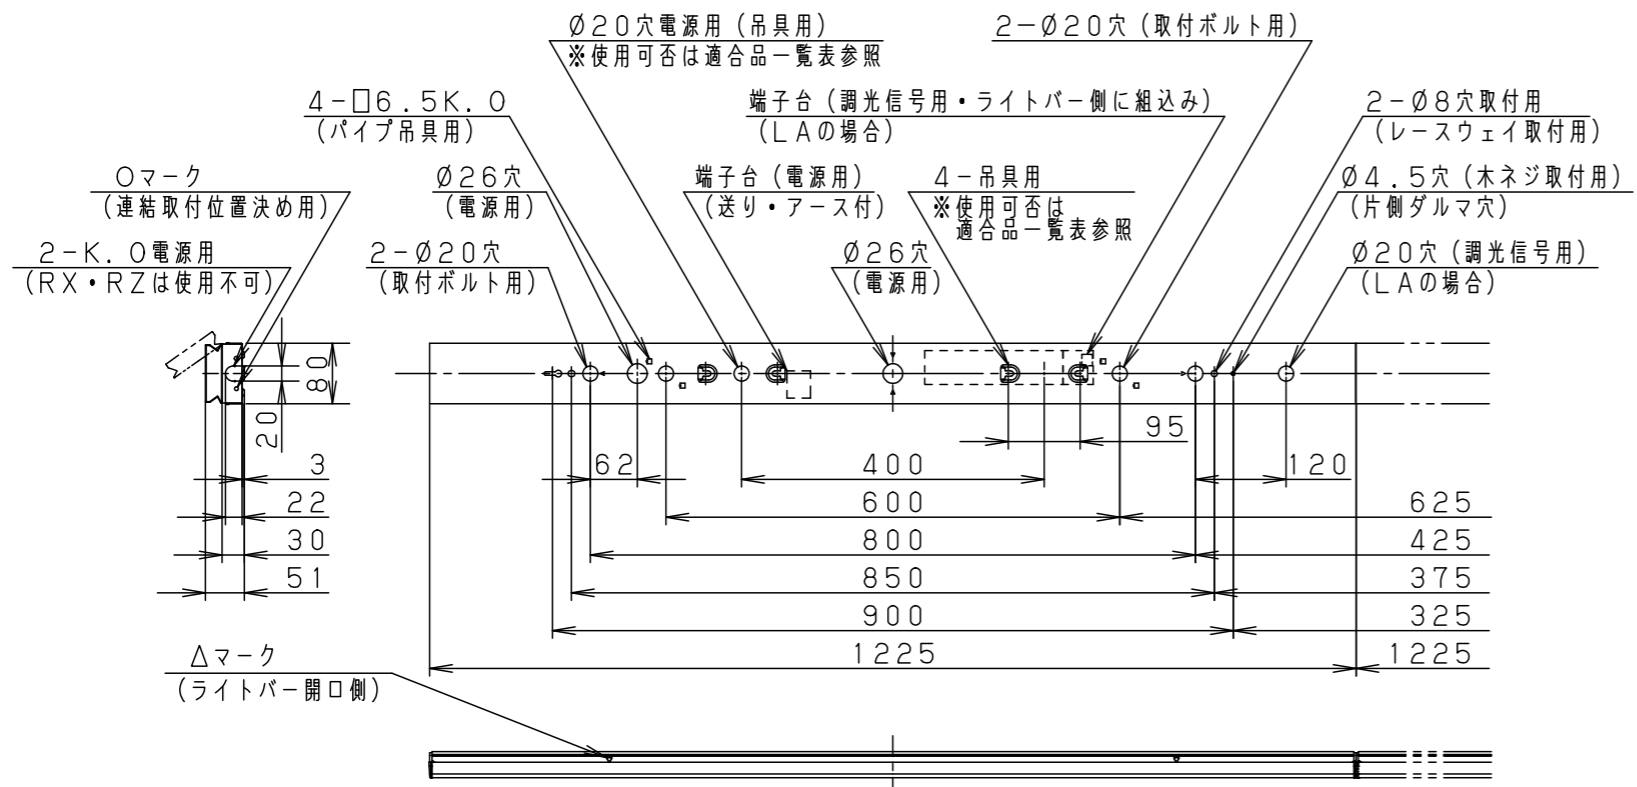 Ø20穴電源用（吊具用）
※使用可否は適合品一覧表参照
2－Ø20穴（取付ボルト用）
4－□6．5K．O
（パイプ吊具用）
端子台（調光信号用・ライトバー側に組込み）
（LAの場合）
2－Ø8穴取付用
（レースウェイ取付用）
Oマーク
（連結取付位置決め用）
Ø26穴
（電源用）
端子台（電源用）
（送り・アース付）
4－吊具用
※使用可否は
適合品一覧表参照
Ø4．5穴（木ネジ取付用）
（片側ダルマ穴）
2－K．O電源用
（RX・RZは使用不可）
2－Ø20穴
（取付ボルト用）
Ø26穴
（電源用）
Ø20穴（調光信号用）
（LAの場合）
80
20
95
3
62
400
120
22
600
625
30
800
425
51
850
375
900
325
1225
1225
△マーク
（ライトバー開口側）